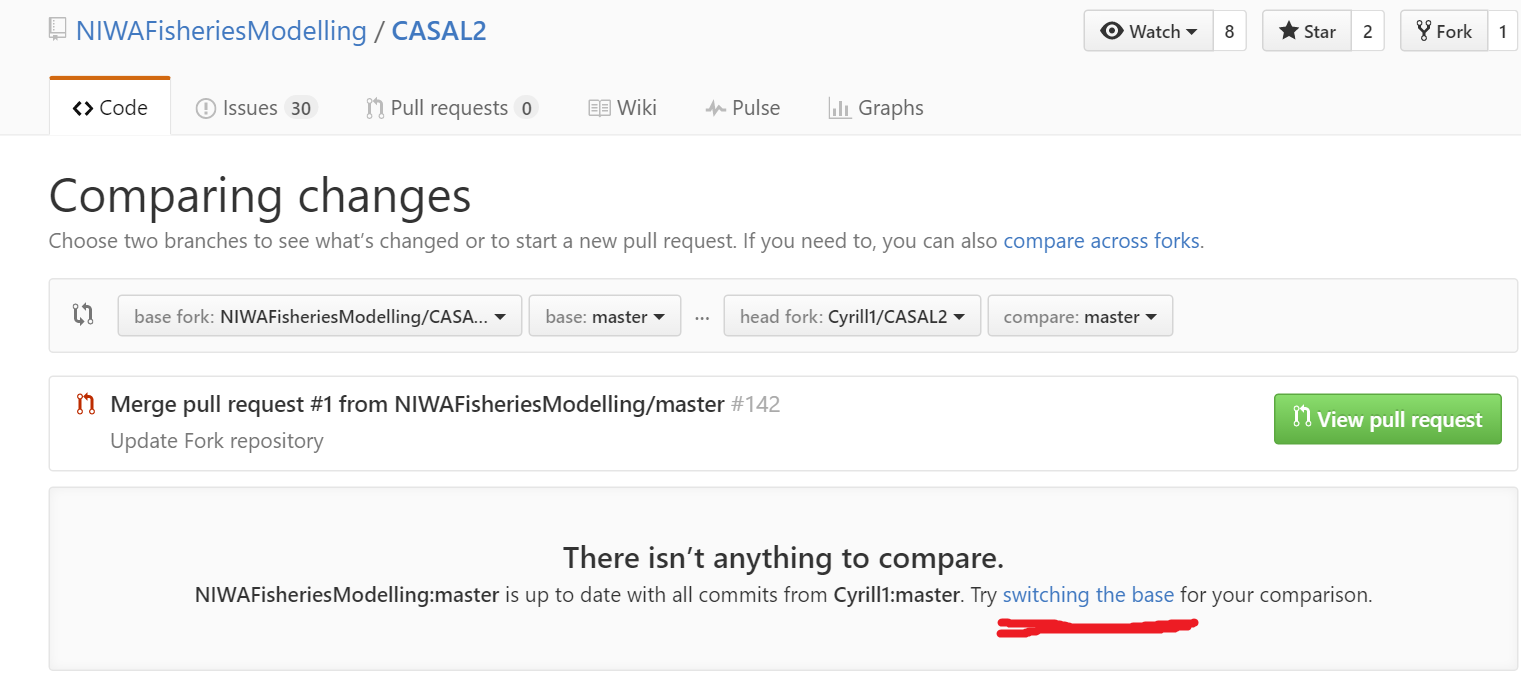 NIWAFisheriesModelling / CASAL2 Watch 8 Star 2 Fork 1
Code Issues 30 Pull requests 0 Wiki Pulse Graphs
Comparing changes
Choose two branches to see what's changed or to start a new pull request. If you need to, you can also compare across forks.
base fork: NIWAFisheriesModelling/CASA... base: master ... head fork: Cyrill1/CASAL2 compare: master
Merge pull request #1 from NIWAFisheriesModelling/master #142
View pull request
Update Fork repository
There isn't anything to compare.
NIWAFisheriesModelling:master is up to date with all commits from Cyrill1:master. Try switching the base for your comparison.